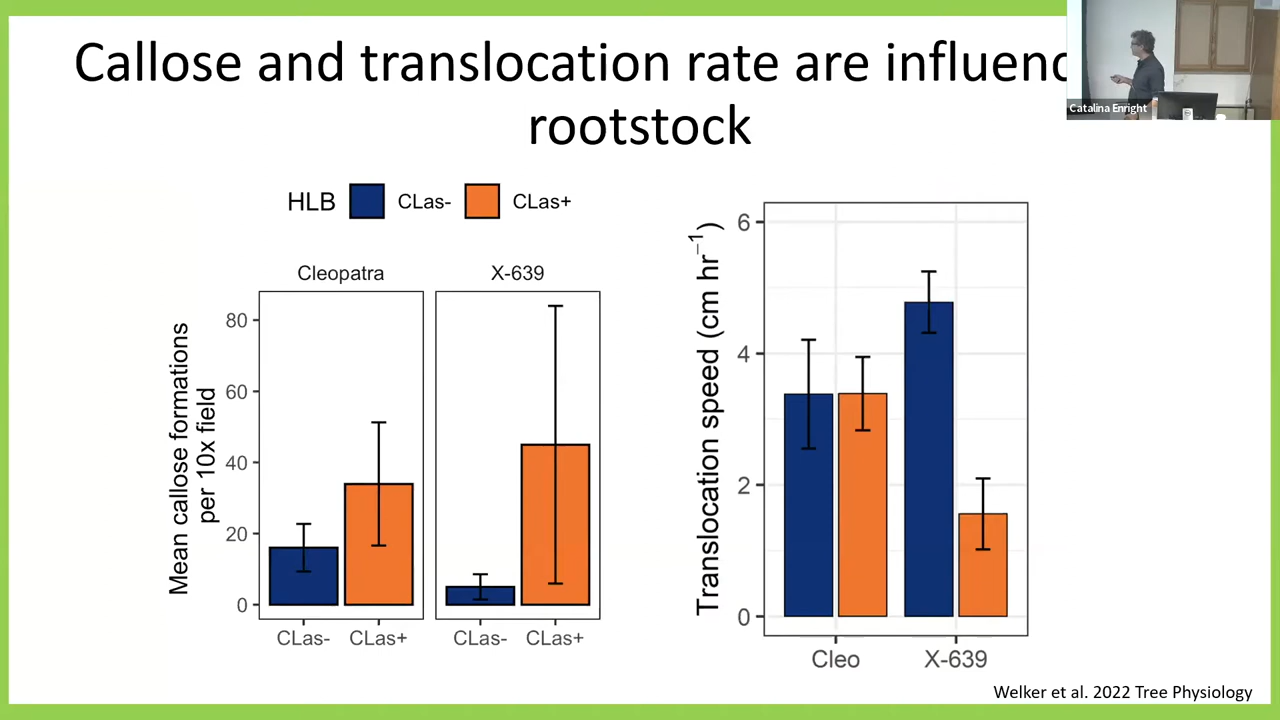 Callose and translocation rate are influenc
rootstock
Catalina Enright
HLB CLas- CLas+
Cleopatra X-639
Mean callose formations
per 10x field
80
60
40
20
0
CLas- CLas+ CLas- CLas+
Translocation speed (cm hr⁻¹)
6
4
2
0
Cleo X-639
Welker et al. 2022 Tree Physiology